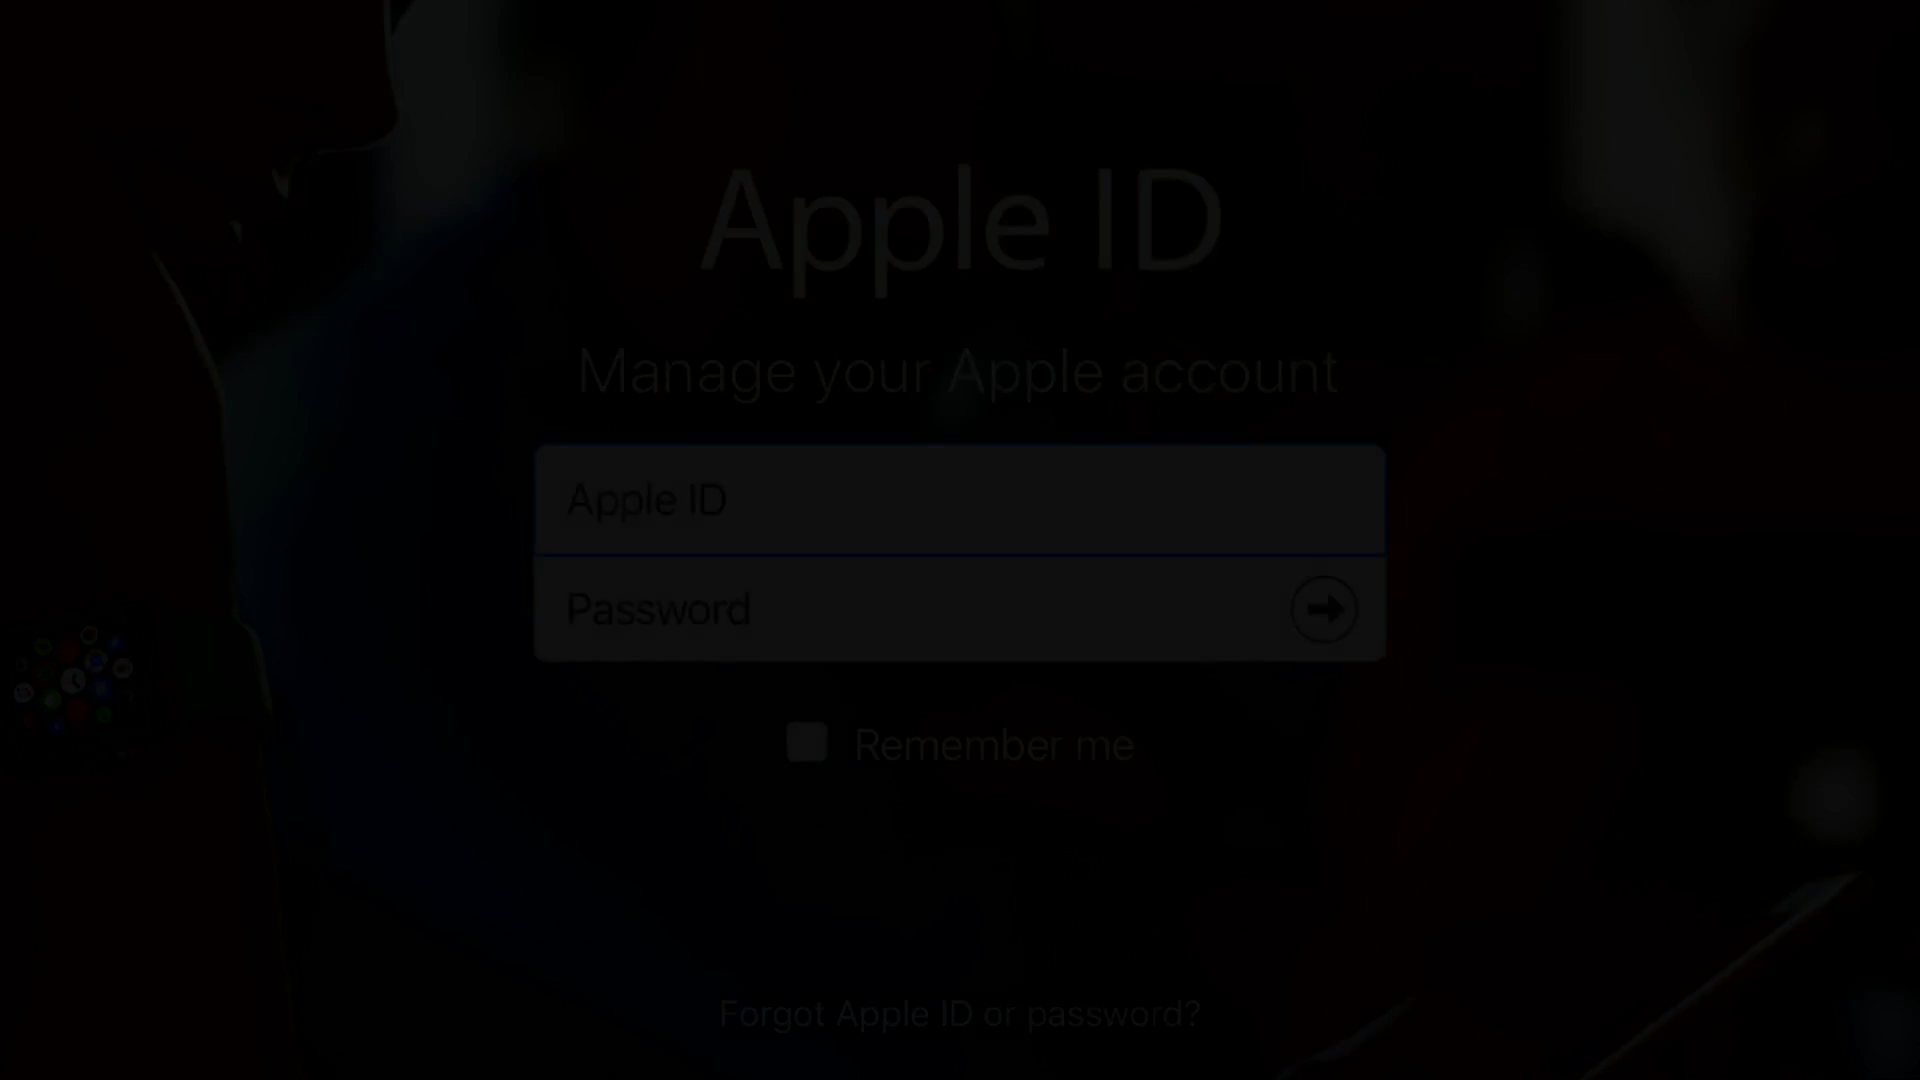 Apple ID
Manage your Apple account
Apple ID
Password
Remember me
Forgot Apple ID or password?